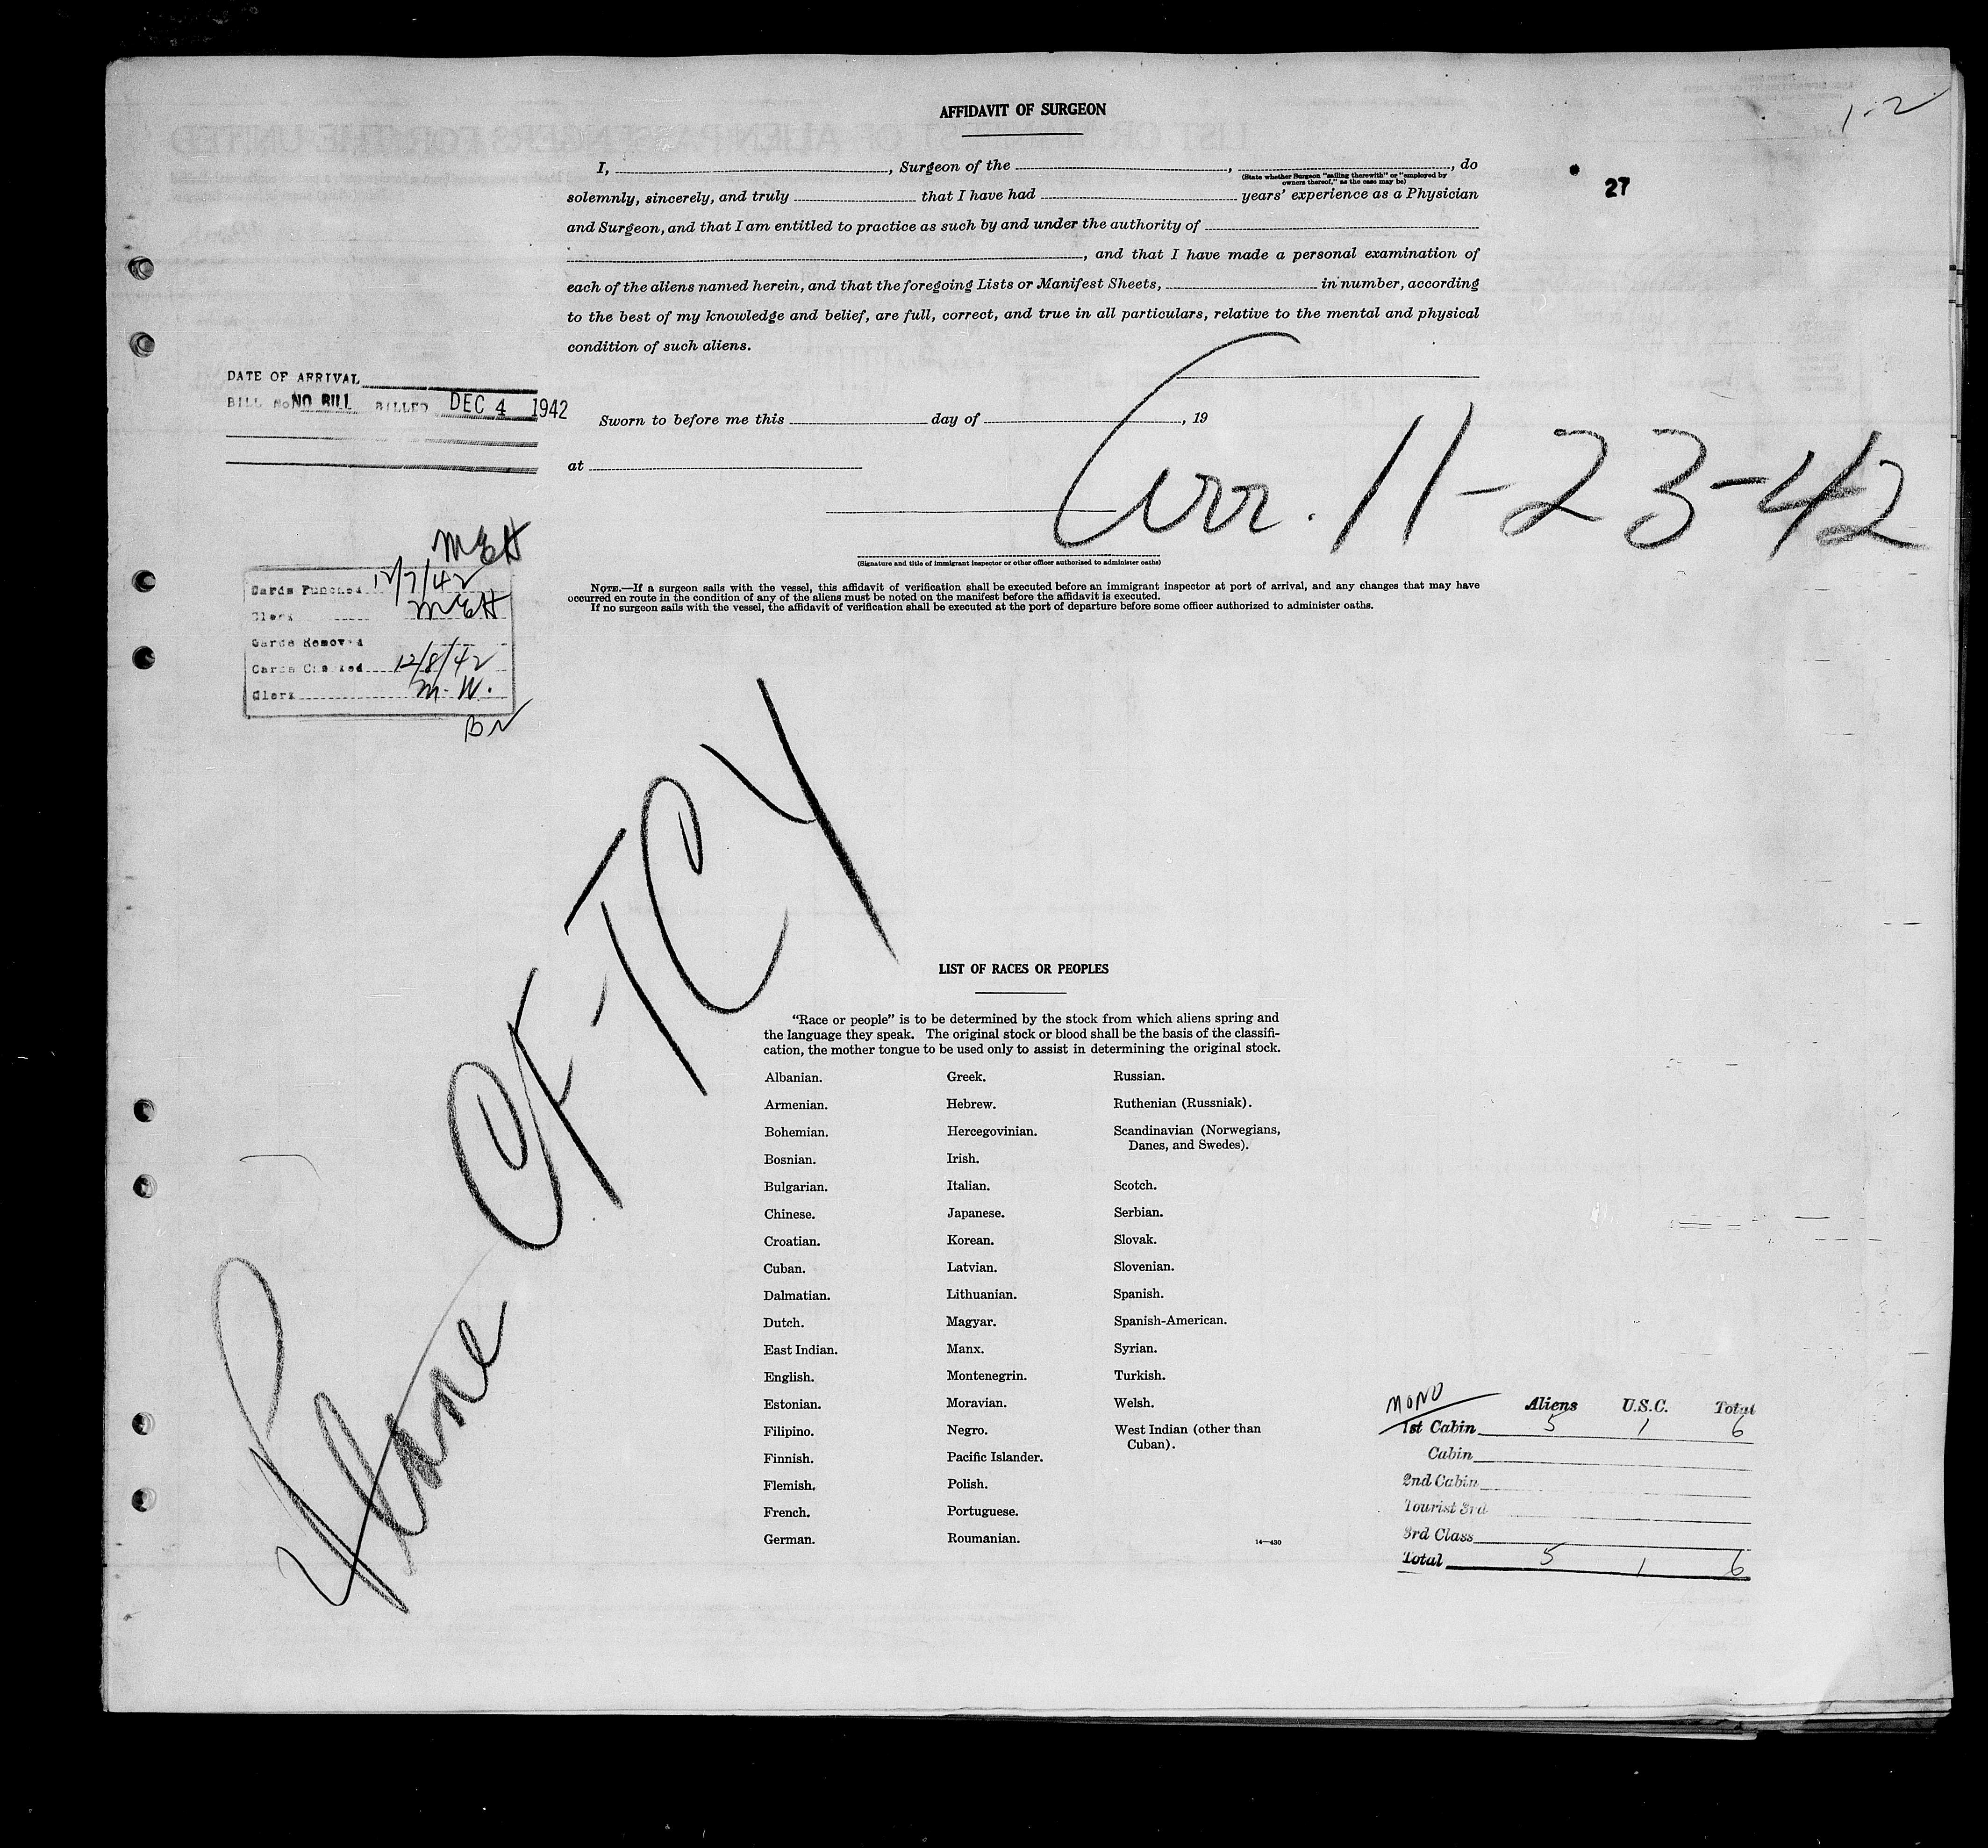 AFFIDAVIT OF SURGEON
1-2
I, , Surgeon of the , , do
(State whether Surgeon "sailing therewith" or "employed by
owners thereof," as the case may be)
27
solemnly, sincerely, and truly that I have had years' experience as a Physician
and Surgeon, and that I am entitled to practice as such by and under the authority of
, and that I have made a personal examination of
each of the aliens named herein, and that the foregoing Lists or Manifest Sheets, in number, according
to the best of my knowledge and belief, are full, correct, and true in all particulars, relative to the mental and physical
condition of such aliens.
DATE OF ARRIVAL
BILL No. NO BILL BILLED DEC 4 1942
Sworn to before me this day of , 19
at
Arr. 11-23-42
(Signature and title of immigrant inspector or other officer authorized to administer oaths)
NOTE.—If a surgeon sails with the vessel, this affidavit of verification shall be executed before an immigrant inspector at port of arrival, and any changes that may have
occurred en route in the condition of any of the aliens must be noted on the manifest before the affidavit is executed.
If no surgeon sails with the vessel, the affidavit of verification shall be executed at the port of departure before some officer authorized to administer oaths.
MEH
Cards Punched 12/7/42
Clerk MEH
Cards Removed
Cards Checked 12/8/42
Clerk M. W.
BN
Plane CF-TCY
LIST OF RACES OR PEOPLES
"Race or people" is to be determined by the stock from which aliens spring and
the language they speak. The original stock or blood shall be the basis of the classifi-
cation, the mother tongue to be used only to assist in determining the original stock.
Albanian.
Armenian.
Bohemian.
Bosnian.
Bulgarian.
Chinese.
Croatian.
Cuban.
Dalmatian.
Dutch.
East Indian.
English.
Estonian.
Filipino.
Finnish.
Flemish.
French.
German.
Greek.
Hebrew.
Hercegovinian.
Irish.
Italian.
Japanese.
Korean.
Latvian.
Lithuanian.
Magyar.
Manx.
Montenegrin.
Moravian.
Negro.
Pacific Islander.
Polish.
Portuguese.
Roumanian.
Russian.
Ruthenian (Russniak).
Scandinavian (Norwegians,
Danes, and Swedes).
Scotch.
Serbian.
Slovak.
Slovenian.
Spanish.
Spanish-American.
Syrian.
Turkish.
Welsh.
West Indian (other than
Cuban).
14—430
MONO Aliens U.S.C. Total
1st Cabin 5 1 6
Cabin
2nd Cabin
Tourist 3rd
3rd Class
Total 5 1 6